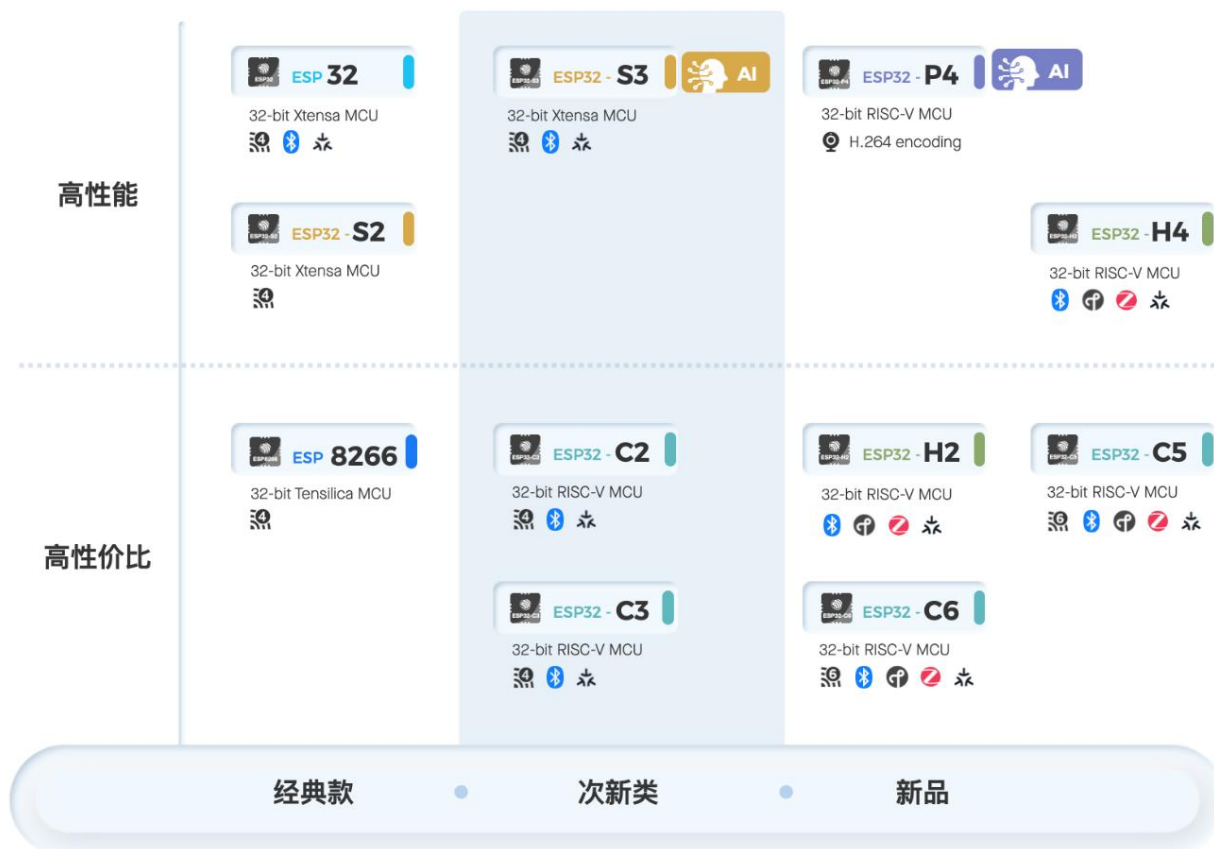 高性能
ESP 32
32-bit Xtensa MCU
ESP32 - S3 AI
32-bit Xtensa MCU
ESP32 - P4 AI
32-bit RISC-V MCU
H.264 encoding
ESP32 - S2
32-bit Xtensa MCU
ESP32 - H4
32-bit RISC-V MCU
高性价比
ESP 8266
32-bit Tensilica MCU
ESP32 - C2
32-bit RISC-V MCU
ESP32 - H2
32-bit RISC-V MCU
ESP32 - C5
32-bit RISC-V MCU
ESP32 - C3
32-bit RISC-V MCU
ESP32 - C6
32-bit RISC-V MCU
经典款
次新类
新品